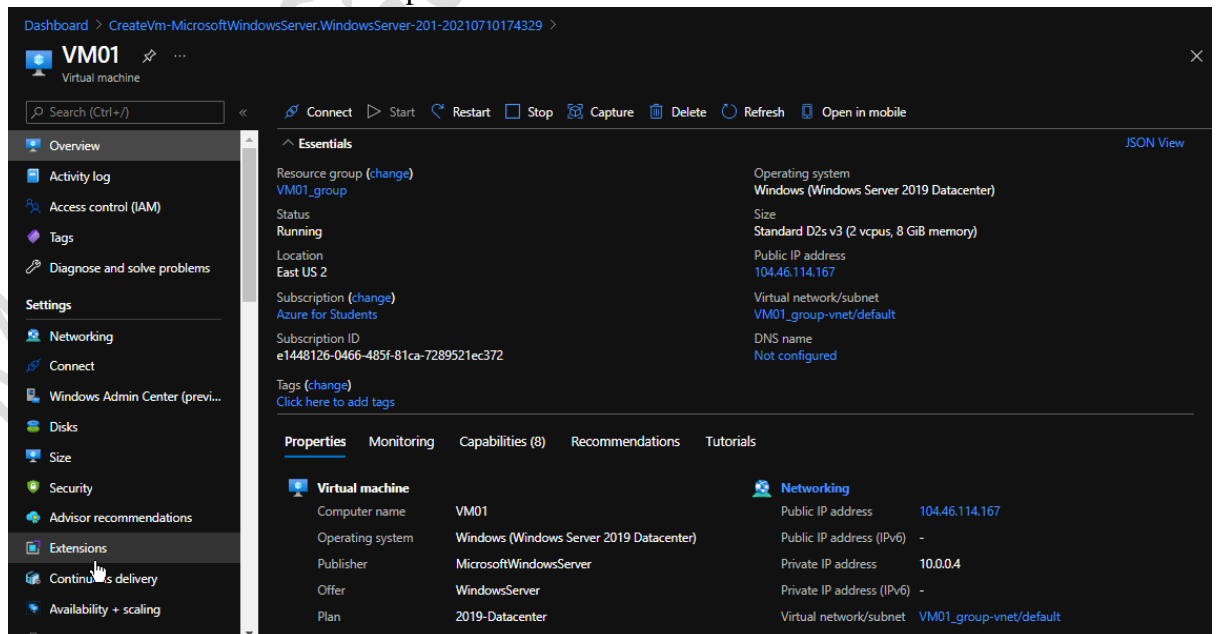 Dashboard > CreateVm-MicrosoftWindowsServer.WindowsServer-201-20210710174329 >
VM01 ...
Virtual machine
Search (Ctrl+/) «
Connect Start Restart Stop Capture Delete Refresh Open in mobile
Overview
Activity log
Access control (IAM)
Tags
Diagnose and solve problems
Settings
Networking
Connect
Windows Admin Center (previ...
Disks
Size
Security
Advisor recommendations
Extensions
Continuous delivery
Availability + scaling
Essentials JSON View
Resource group (change)
VM01_group
Status
Running
Location
East US 2
Subscription (change)
Azure for Students
Subscription ID
e1448126-0466-485f-81ca-7289521ec372
Tags (change)
Click here to add tags
Operating system
Windows (Windows Server 2019 Datacenter)
Size
Standard D2s v3 (2 vcpus, 8 GiB memory)
Public IP address
104.46.114.167
Virtual network/subnet
VM01_group-vnet/default
DNS name
Not configured
Properties Monitoring Capabilities (8) Recommendations Tutorials
Virtual machine
Computer name VM01
Operating system Windows (Windows Server 2019 Datacenter)
Publisher MicrosoftWindowsServer
Offer WindowsServer
Plan 2019-Datacenter
Networking
Public IP address 104.46.114.167
Public IP address (IPv6) -
Private IP address 10.0.0.4
Private IP address (IPv6) -
Virtual network/subnet VM01_group-vnet/default